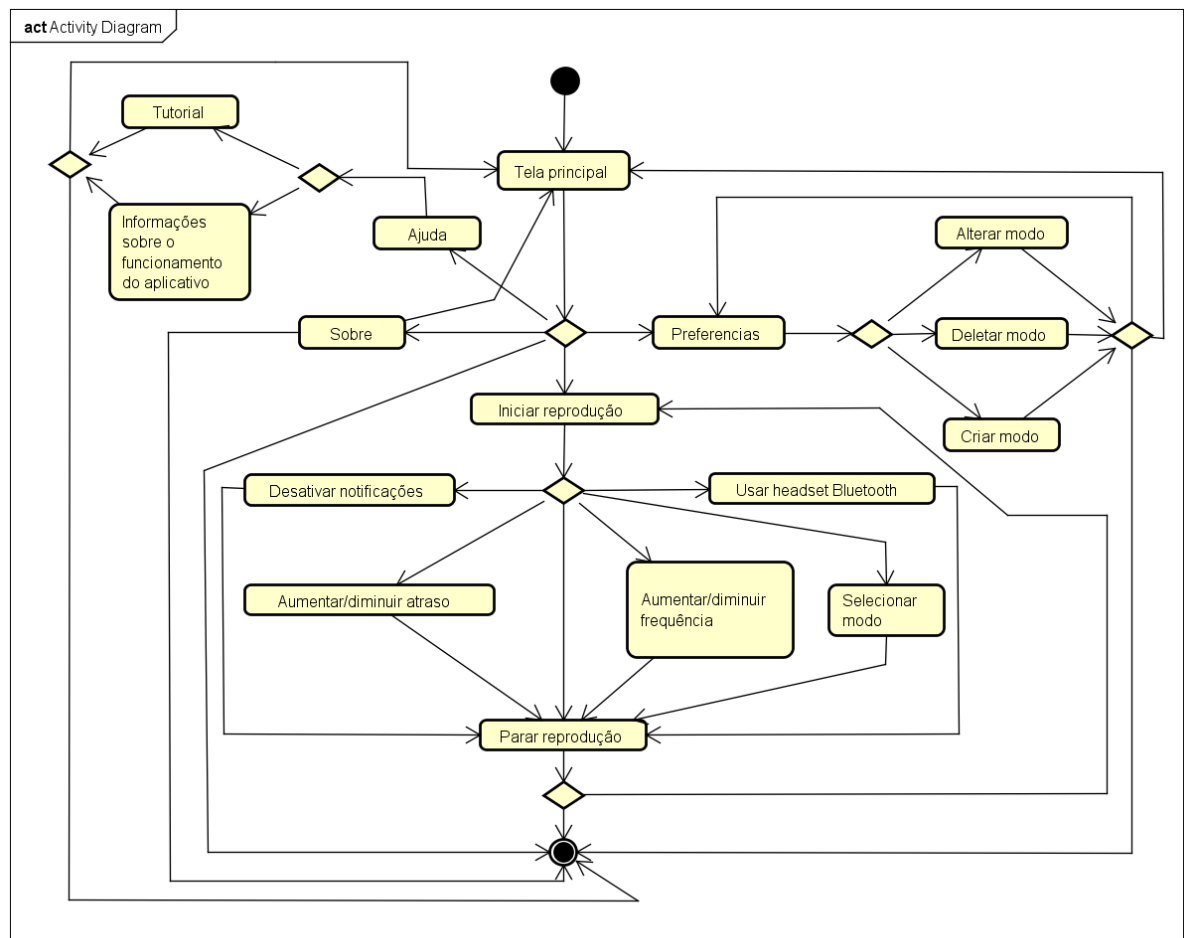 act Activity Diagram
Tutorial
Tela principal
Informações
sobre o
funcionamento
do aplicativo
Ajuda
Alterar modo
Sobre
Preferencias
Deletar modo
Iniciar reprodução
Criar modo
Desativar notificações
Usar headset Bluetooth
Aumentar/diminuir atraso
Aumentar/diminuir
frequência
Selecionar
modo
Parar reprodução